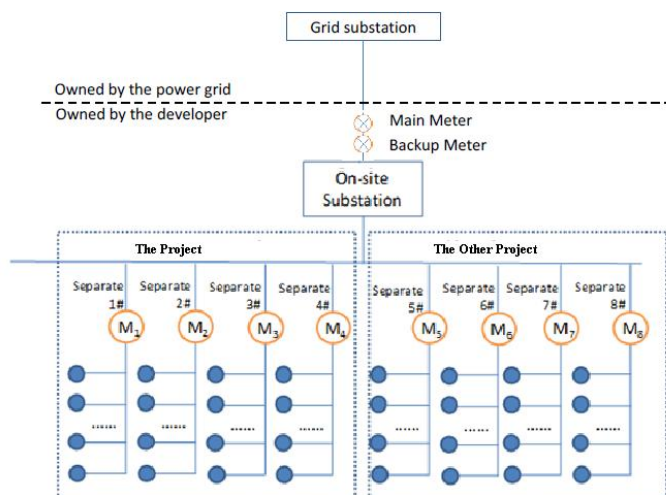 Grid substation
Owned by the power grid
Owned by the developer
Main Meter
Backup Meter
On-site
Substation
The Project
The Other Project
Separate
1#
Separate
2#
Separate
3#
Separate
4#
Separate
5#
Separate
6#
Separate
7#
Separate
8#
M1
M2
M3
M4
M5
M6
M7
M8
......
......
......
......
......
......
......
......